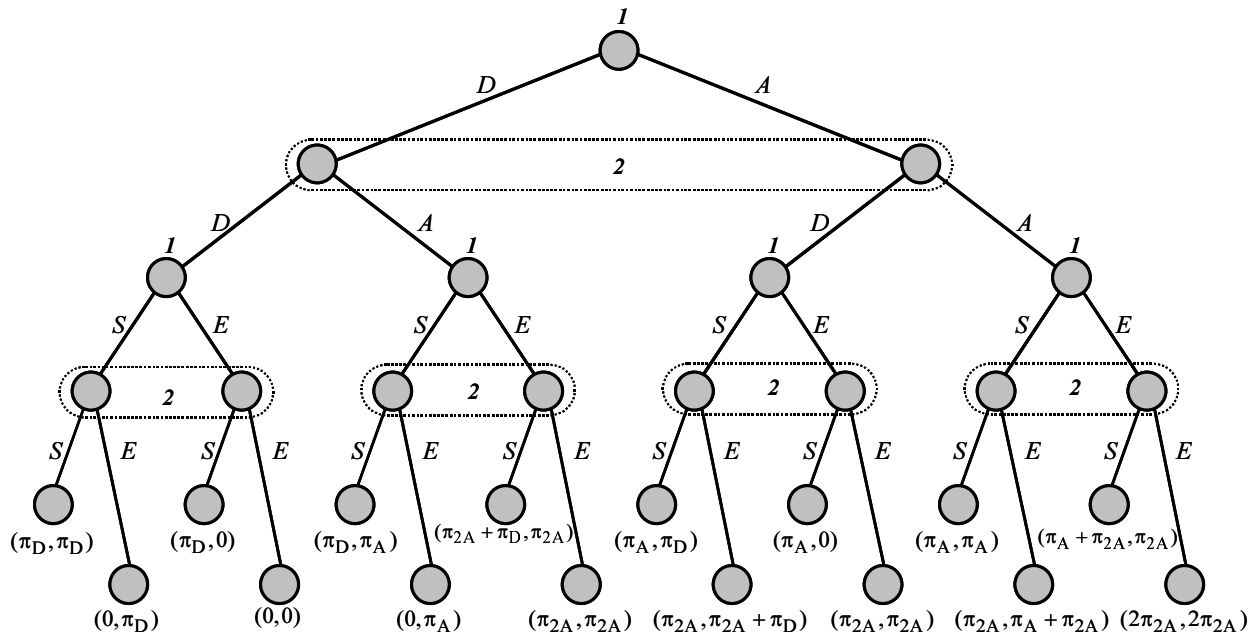 1
D A
2
D A D A
1 1 1 1
S E S E S E S E
2 2 2 2
S E S E S E S E S E S E S E S E
(π_D, π_D) (π_D, 0) (π_D, π_A) (π_2A + π_D, π_2A) (π_A, π_D) (π_A, 0) (π_A, π_A) (π_A + π_2A, π_2A)
(0, π_D) (0, 0) (0, π_A) (π_2A, π_2A) (π_2A, π_2A + π_D) (π_2A, π_2A) (π_2A, π_A + π_2A) (2π_2A, 2π_2A)